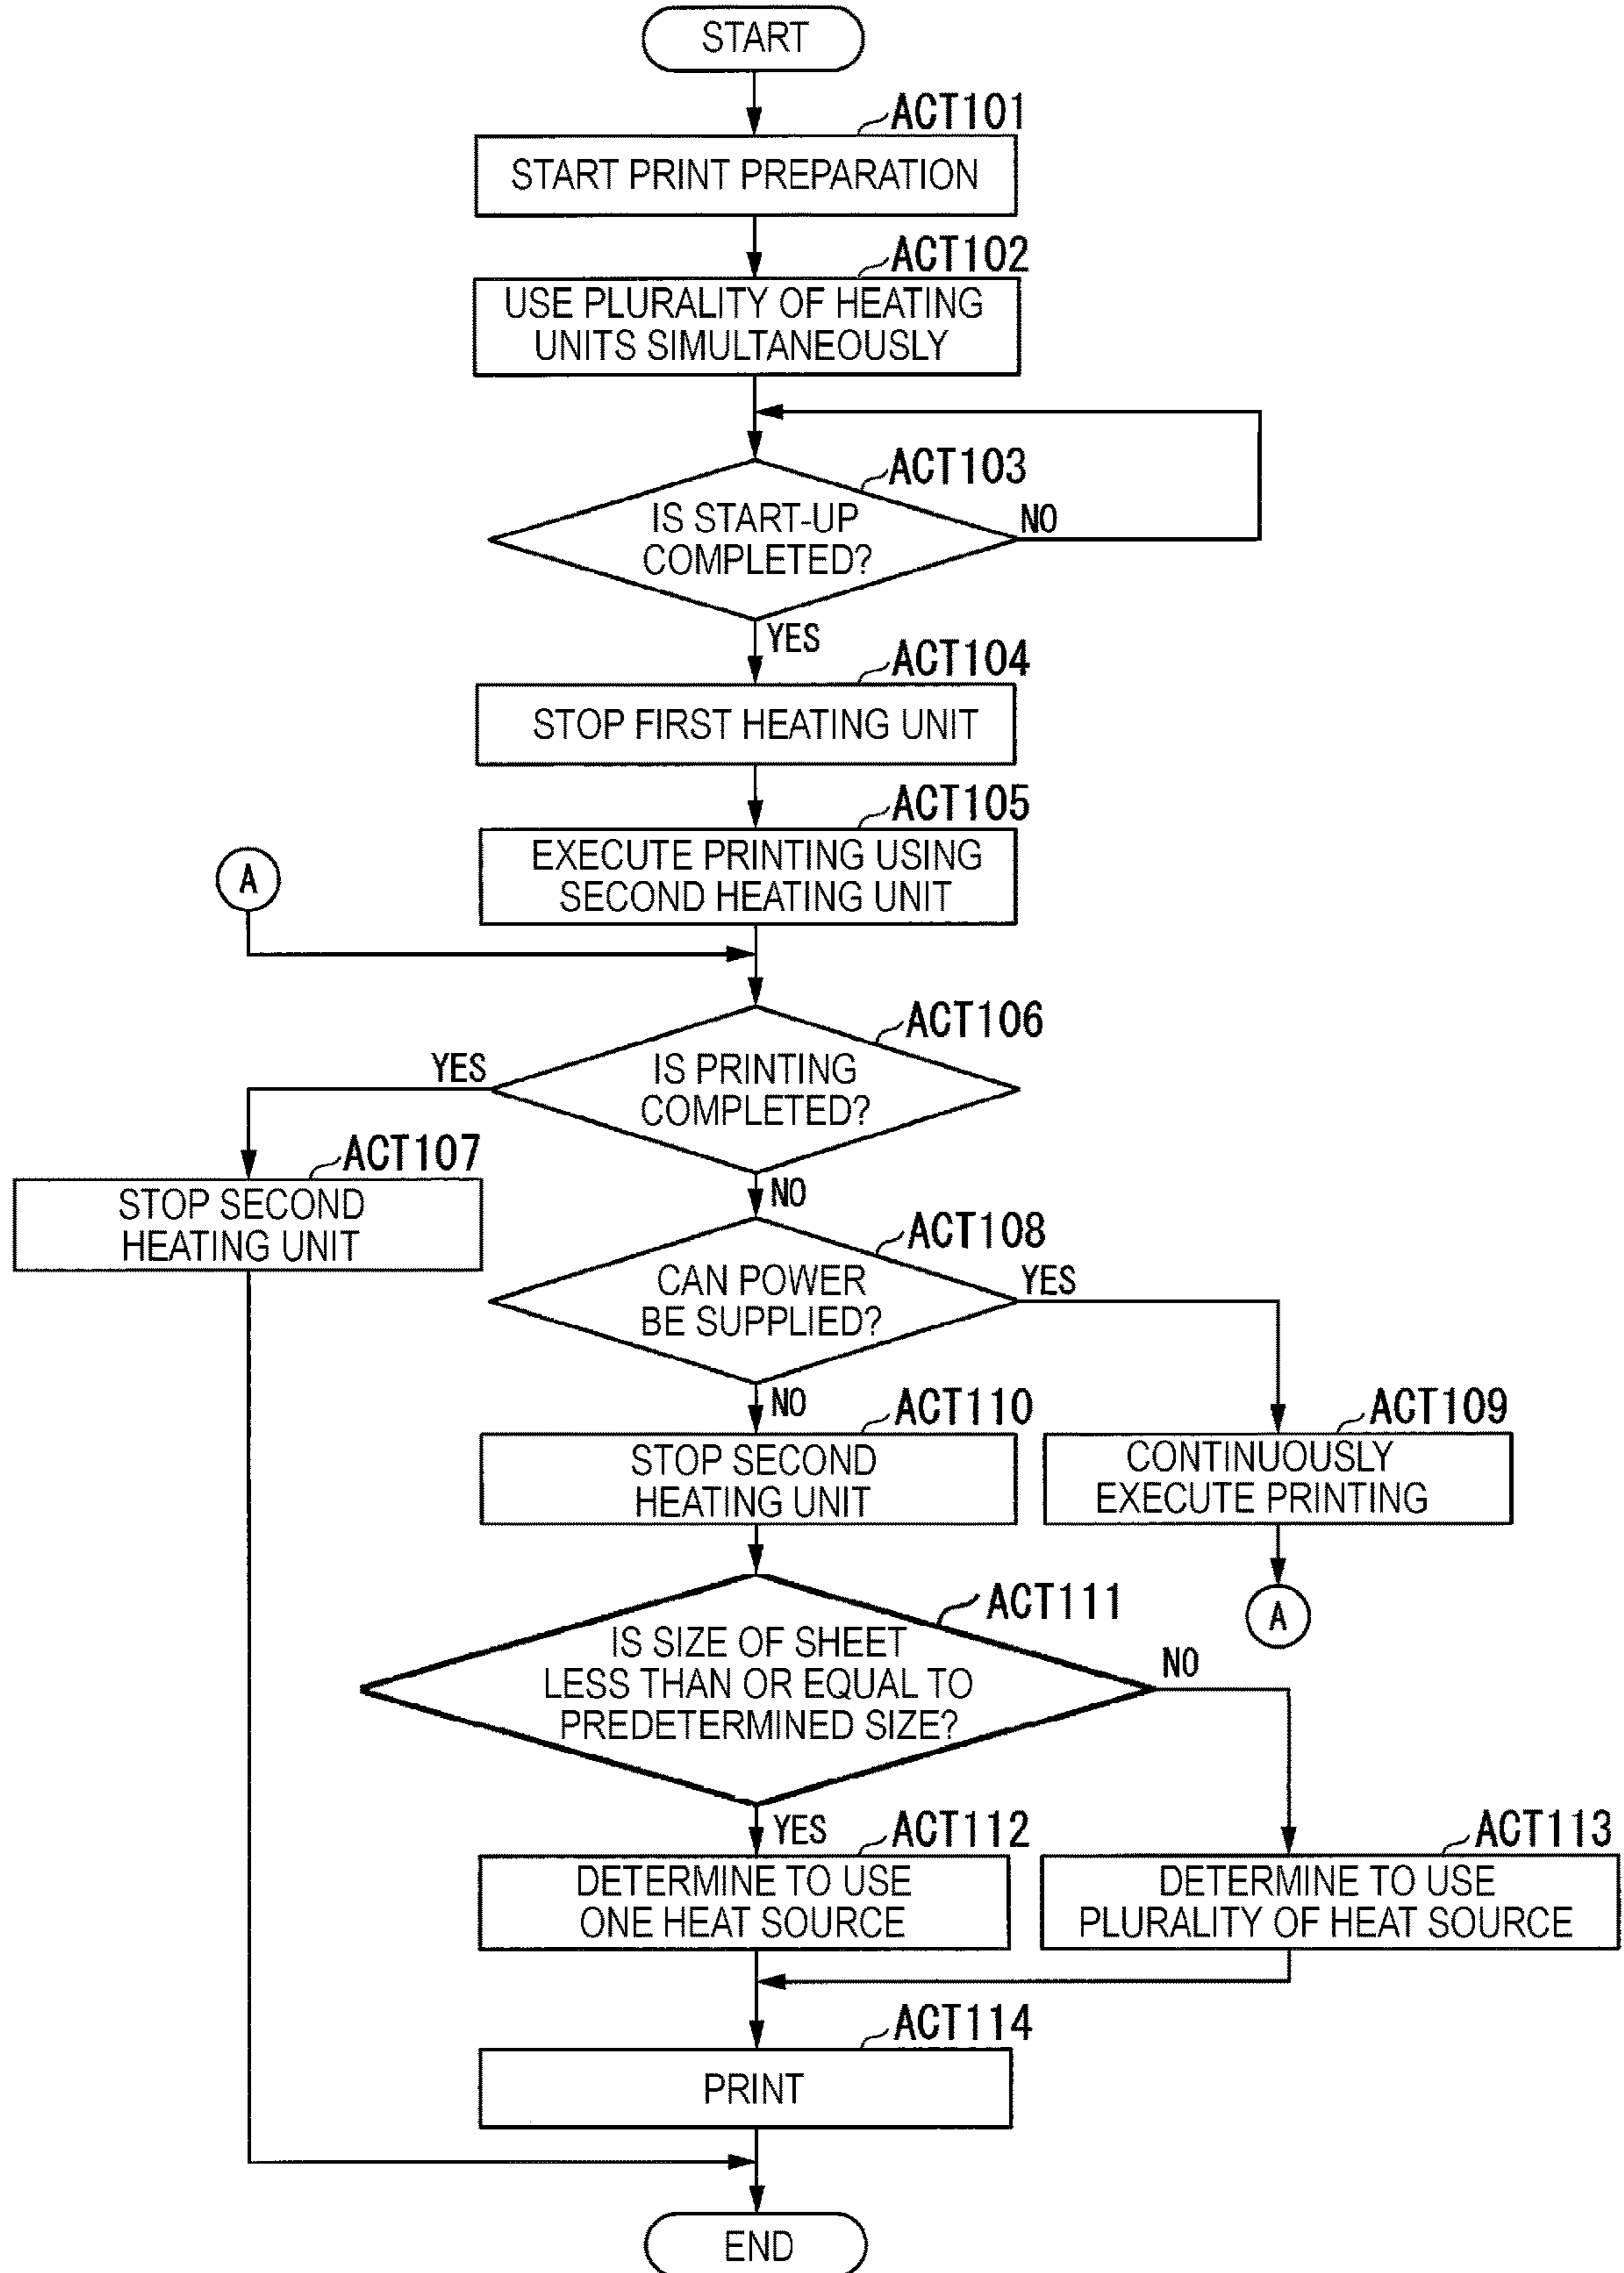 START
ACT101
START PRINT PREPARATION
ACT102
USE PLURALITY OF HEATING
UNITS SIMULTANEOUSLY
ACT103
IS START-UP
COMPLETED?
NO
YES
ACT104
STOP FIRST HEATING UNIT
ACT105
EXECUTE PRINTING USING
SECOND HEATING UNIT
A
ACT106
IS PRINTING
COMPLETED?
YES
NO
ACT107
STOP SECOND
HEATING UNIT
ACT108
CAN POWER
BE SUPPLIED?
YES
NO
ACT110
STOP SECOND
HEATING UNIT
ACT109
CONTINUOUSLY
EXECUTE PRINTING
A
ACT111
IS SIZE OF SHEET
LESS THAN OR EQUAL TO
PREDETERMINED SIZE?
NO
YES
ACT112
DETERMINE TO USE
ONE HEAT SOURCE
ACT113
DETERMINE TO USE
PLURALITY OF HEAT SOURCE
ACT114
PRINT
END